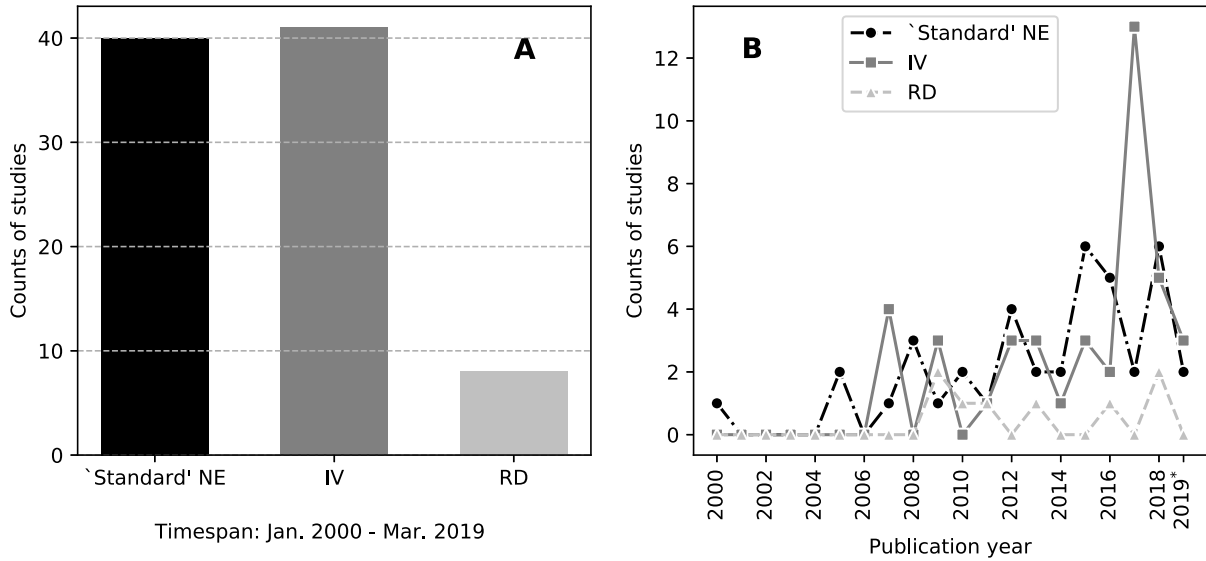 A
Counts of studies
40
30
20
10
0
`Standard' NE
IV
RD
Timespan: Jan. 2000 - Mar. 2019
B
`Standard' NE
IV
RD
Counts of studies
12
10
8
6
4
2
0
2000
2002
2004
2006
2008
2010
2012
2014
2016
2018
2019*
Publication year